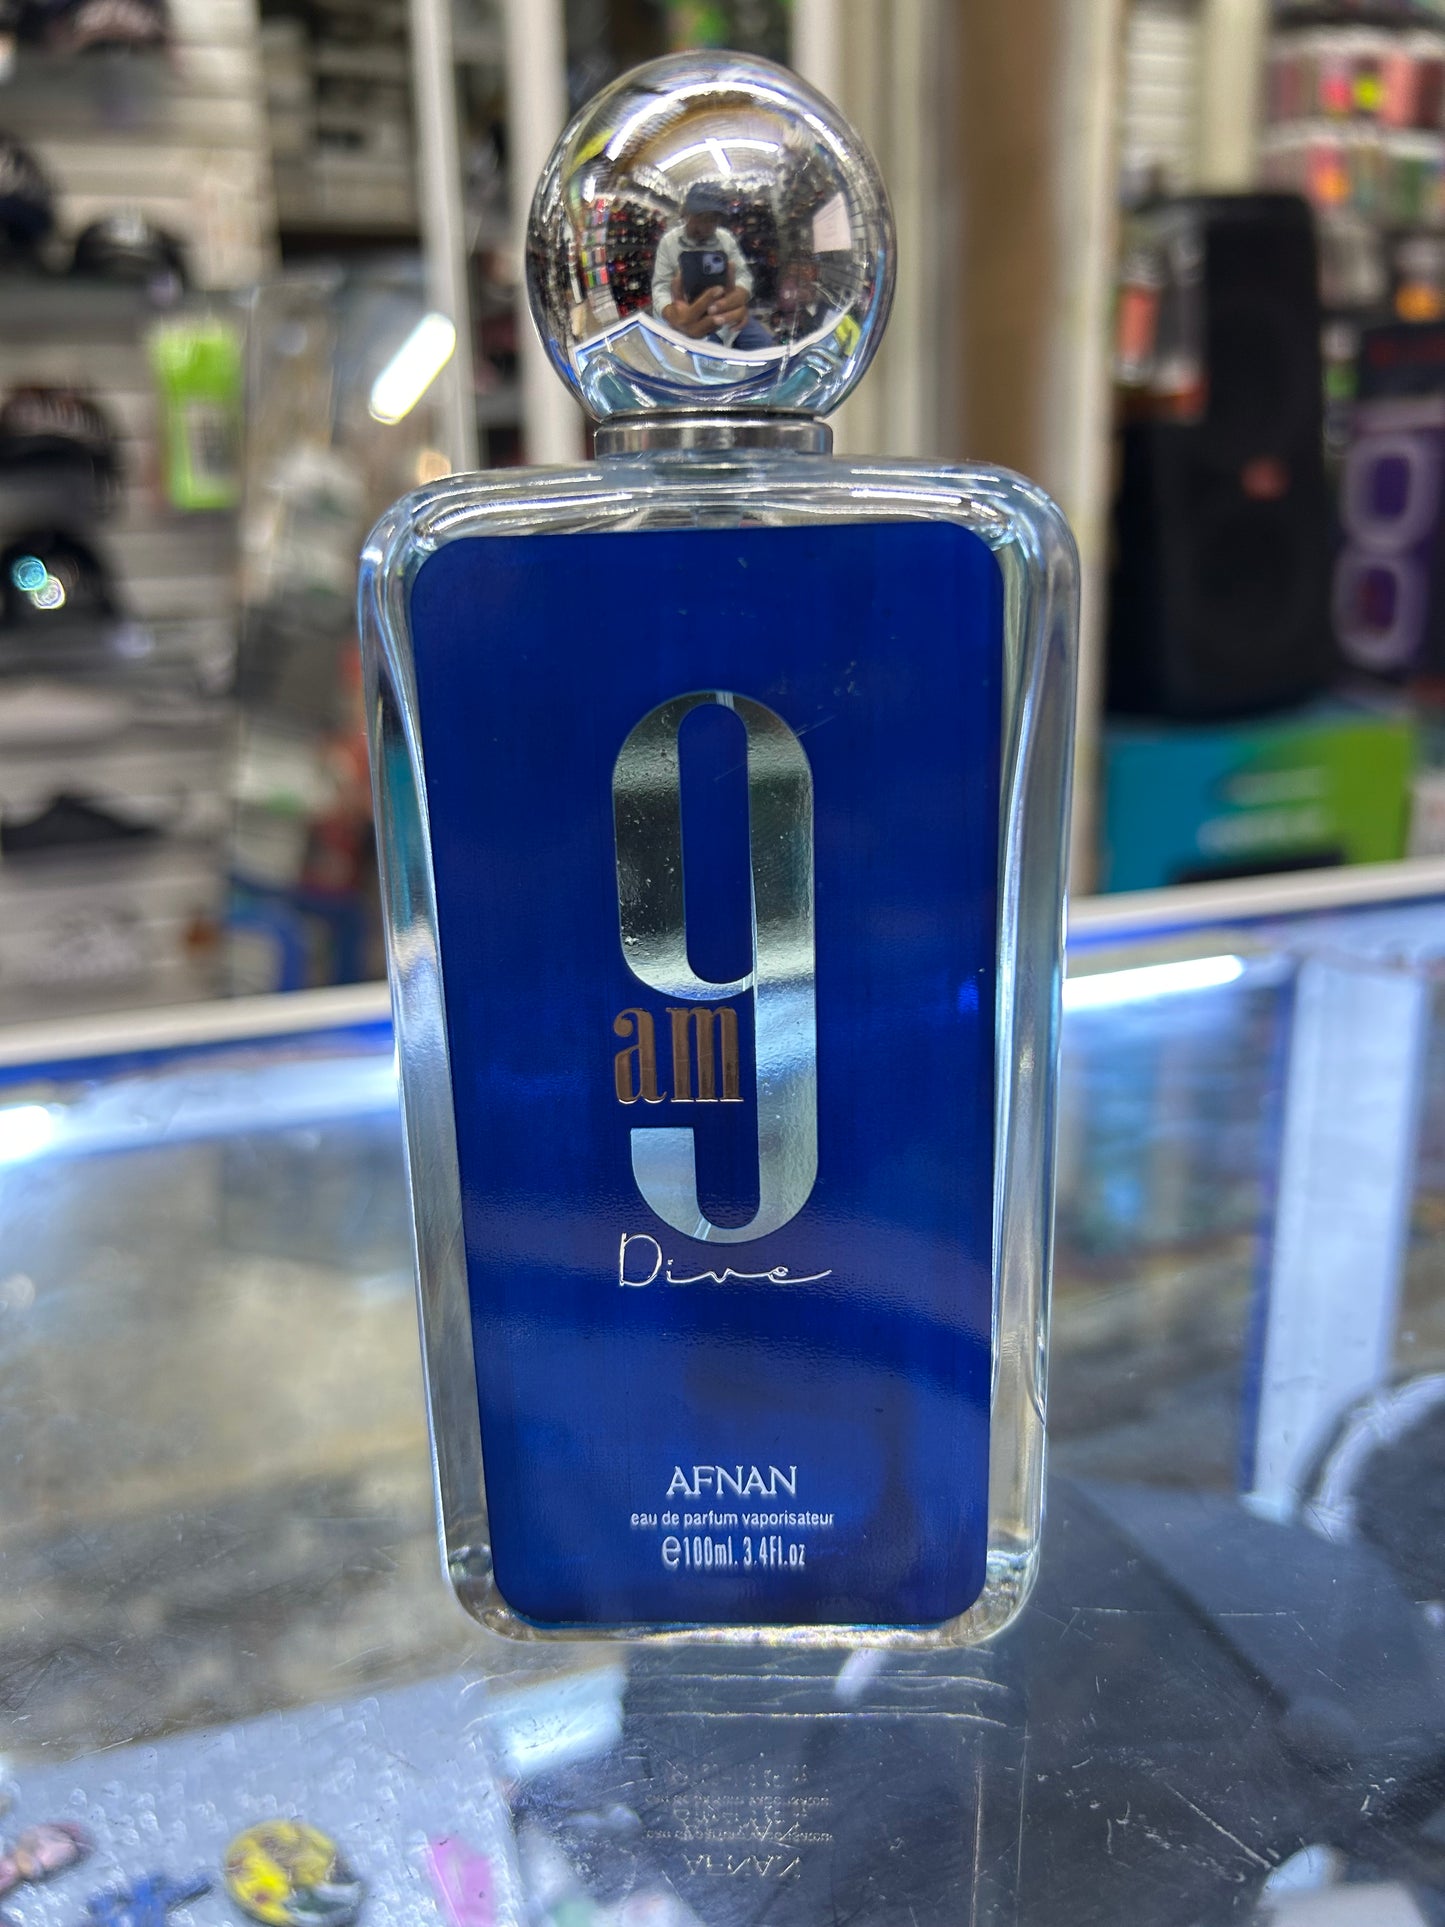 9
am
Dive
AFNAN
eau de parfum vaporisateur
℮100ml. 3.4Fl.oz